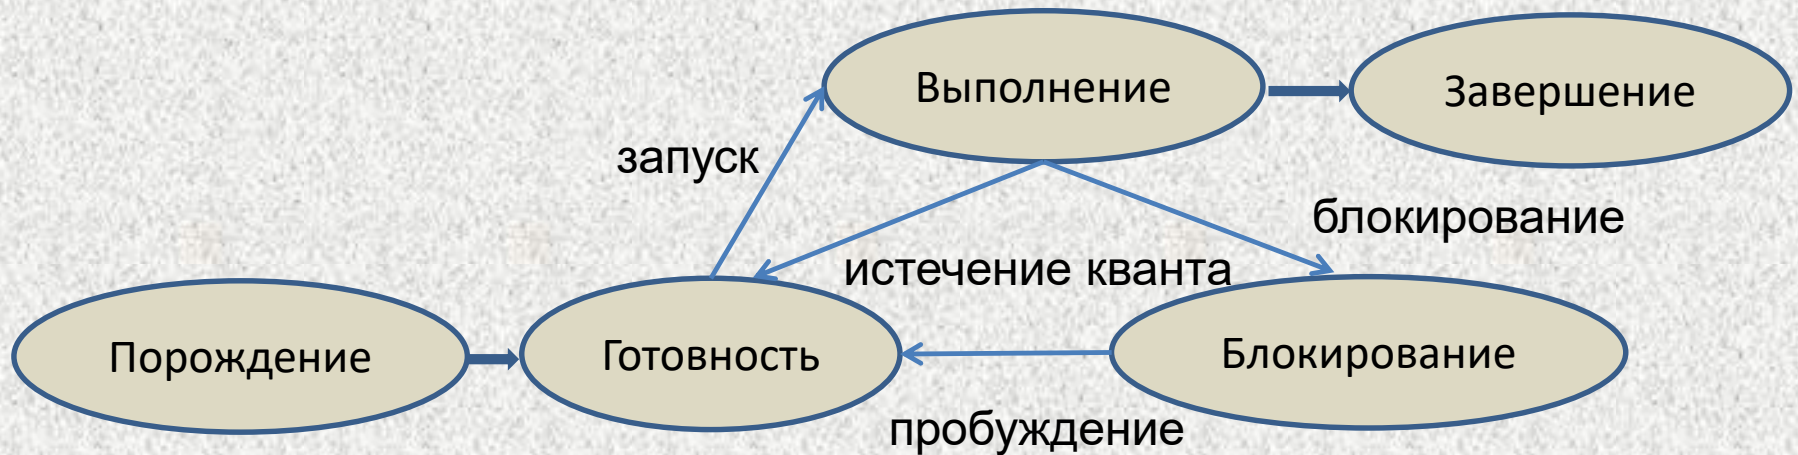 Выполнение
Завершение
запуск
блокирование
истечение кванта
Порождение
Готовность
Блокирование
пробуждение